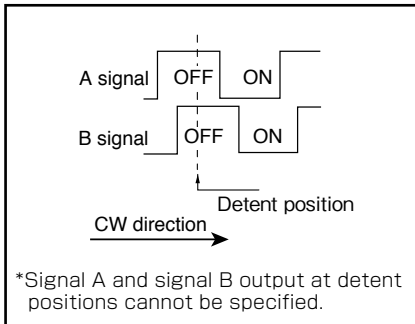 A signal OFF ON
B signal OFF ON
Detent position
CW direction
*Signal A and signal B output at detent
positions cannot be specified.